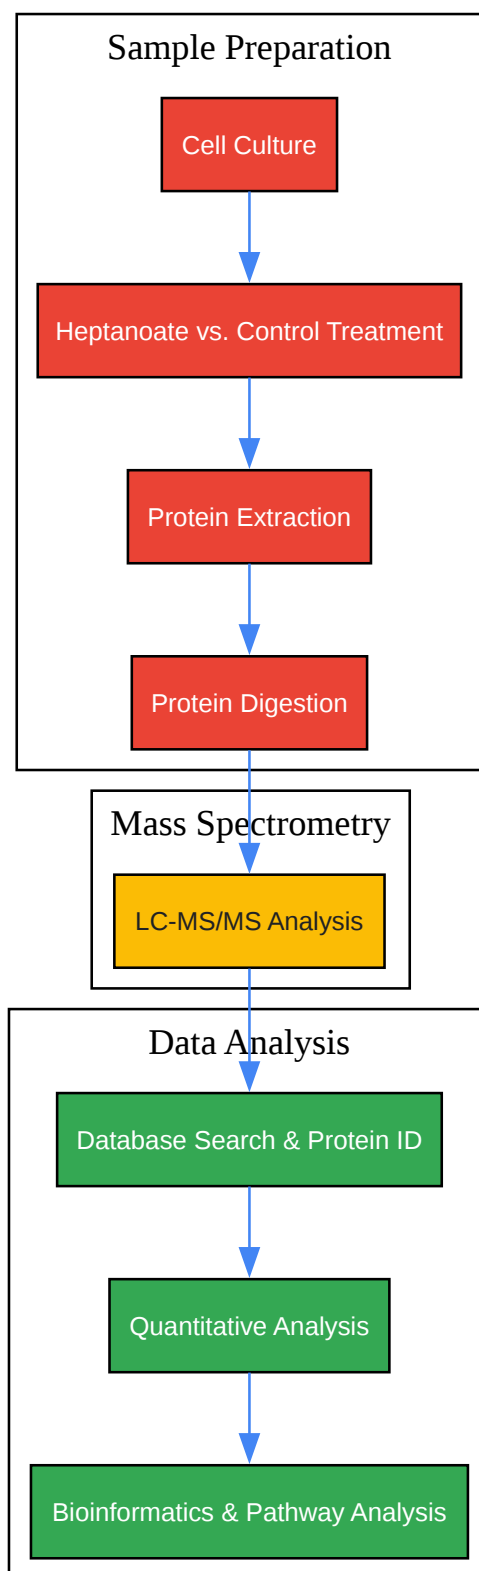 Sample Preparation
Cell Culture
Heptanoate vs. Control Treatment
Protein Extraction
Protein Digestion
Mass Spectrometry
LC-MS/MS Analysis
Data Analysis
Database Search & Protein ID
Quantitative Analysis
Bioinformatics & Pathway Analysis